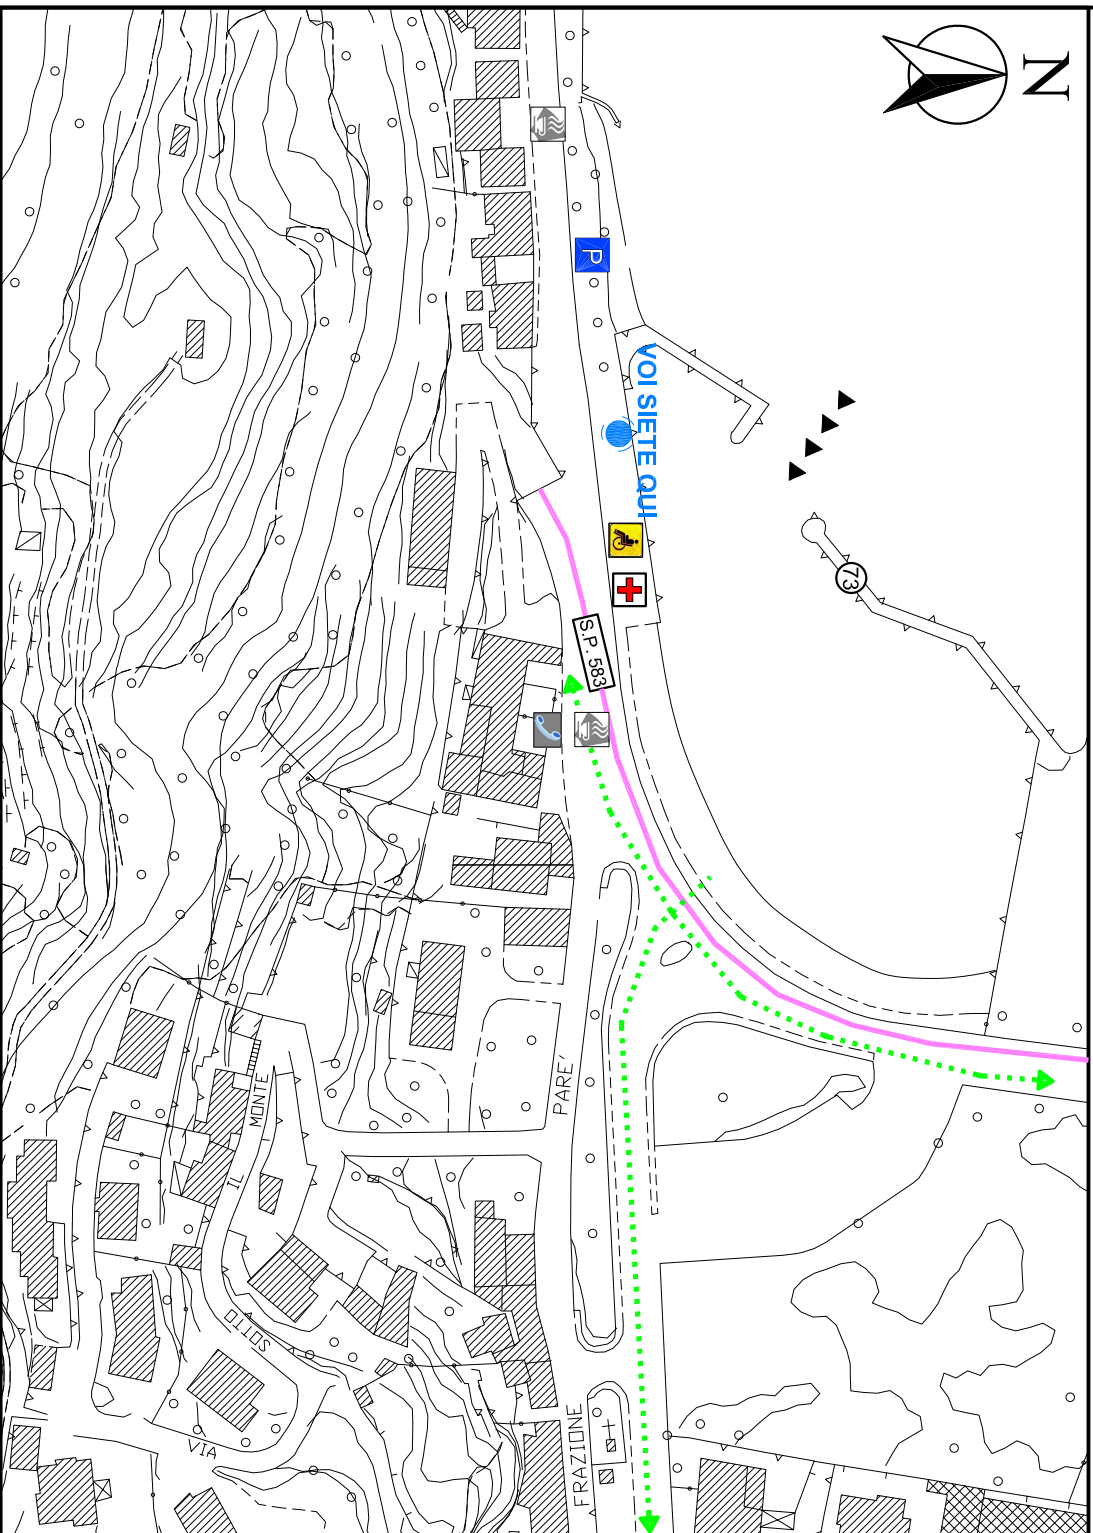 N
P
VOI SIETE QUI
73
S.P. 583
PARE'
IL MONTE
SOTTO
VIA
FRAZIONE